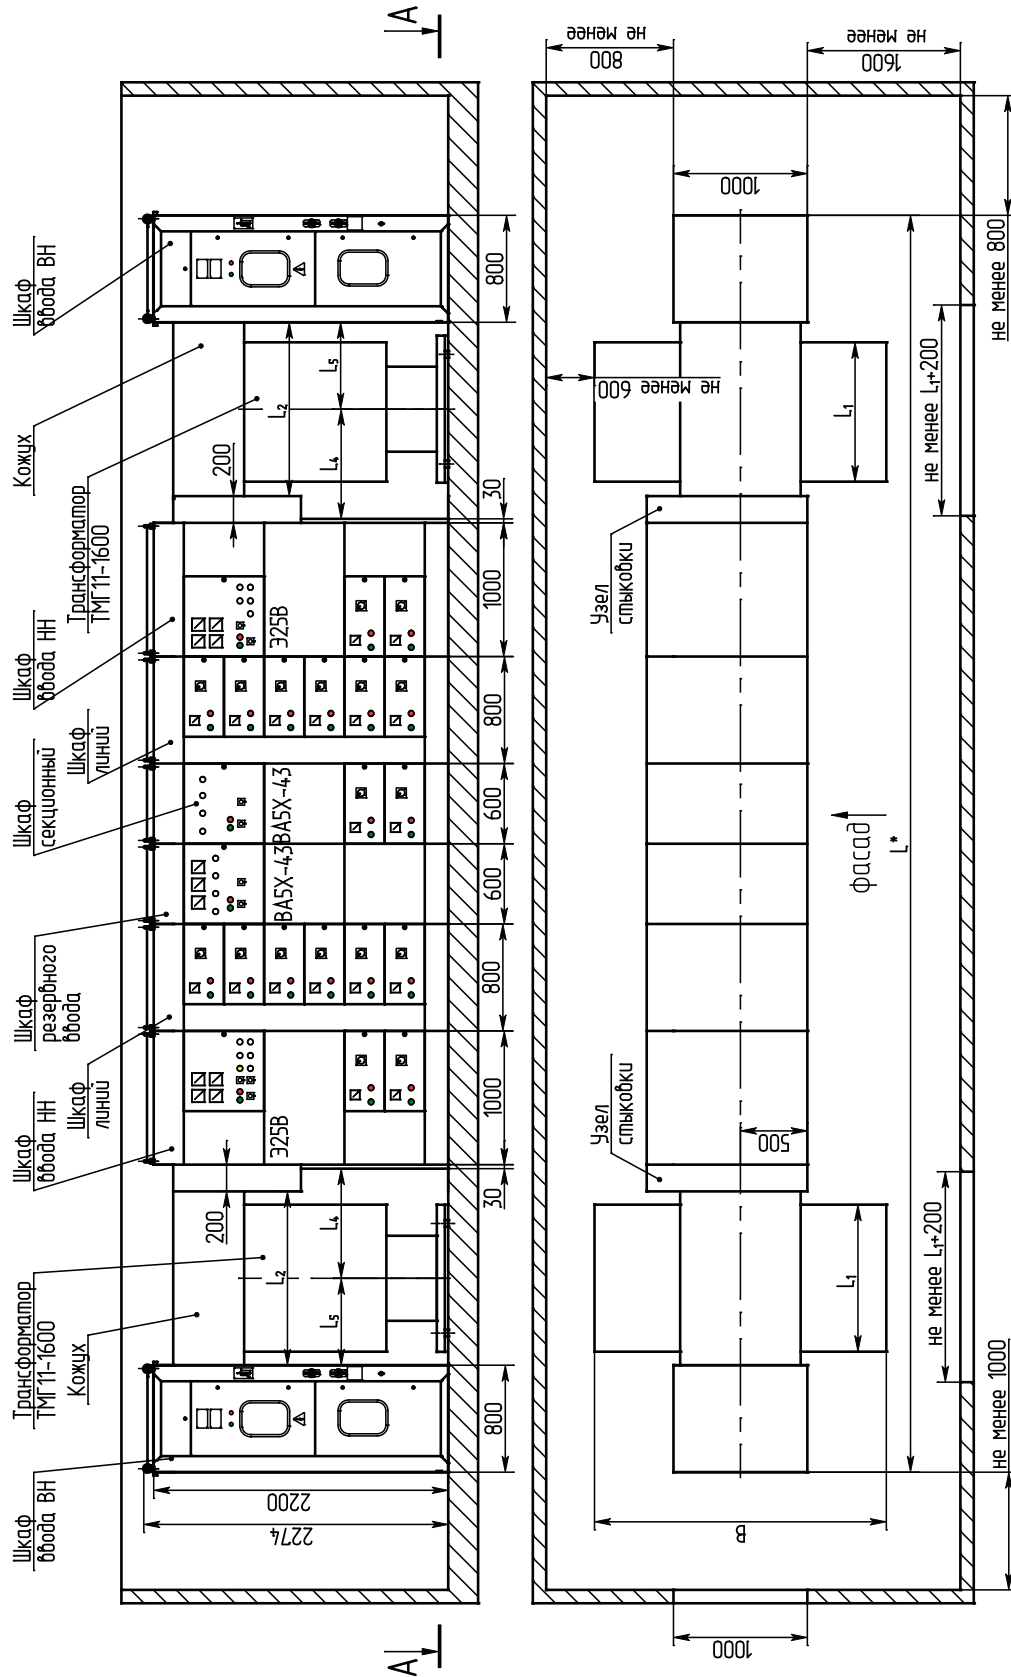 А
А
Шкаф
ввода ВН
Трансформатор
ТМГ11-1600
Кожух
Шкаф
ввода НН
Шкаф
линий
Шкаф
резервного
ввода
Шкаф
секционный
Шкаф
линий
Шкаф
ввода НН
Трансформатор
ТМГ11-1600
Кожух
Шкаф
ввода ВН
2274
2200
200
L2
L5
L4
Э25В
ВА5Х-43
ВА5Х-43
Э25В
200
L2
L4
L5
800
30
1000
800
600
600
800
1000
30
800
1000
В
Узел
стыковки
500
L1
Узел
стыковки
L1
фасад
L*
не менее 600
1000
800
не менее
1600
не менее
не менее 1000
не менее L1+200
не менее L1+200
не менее 800